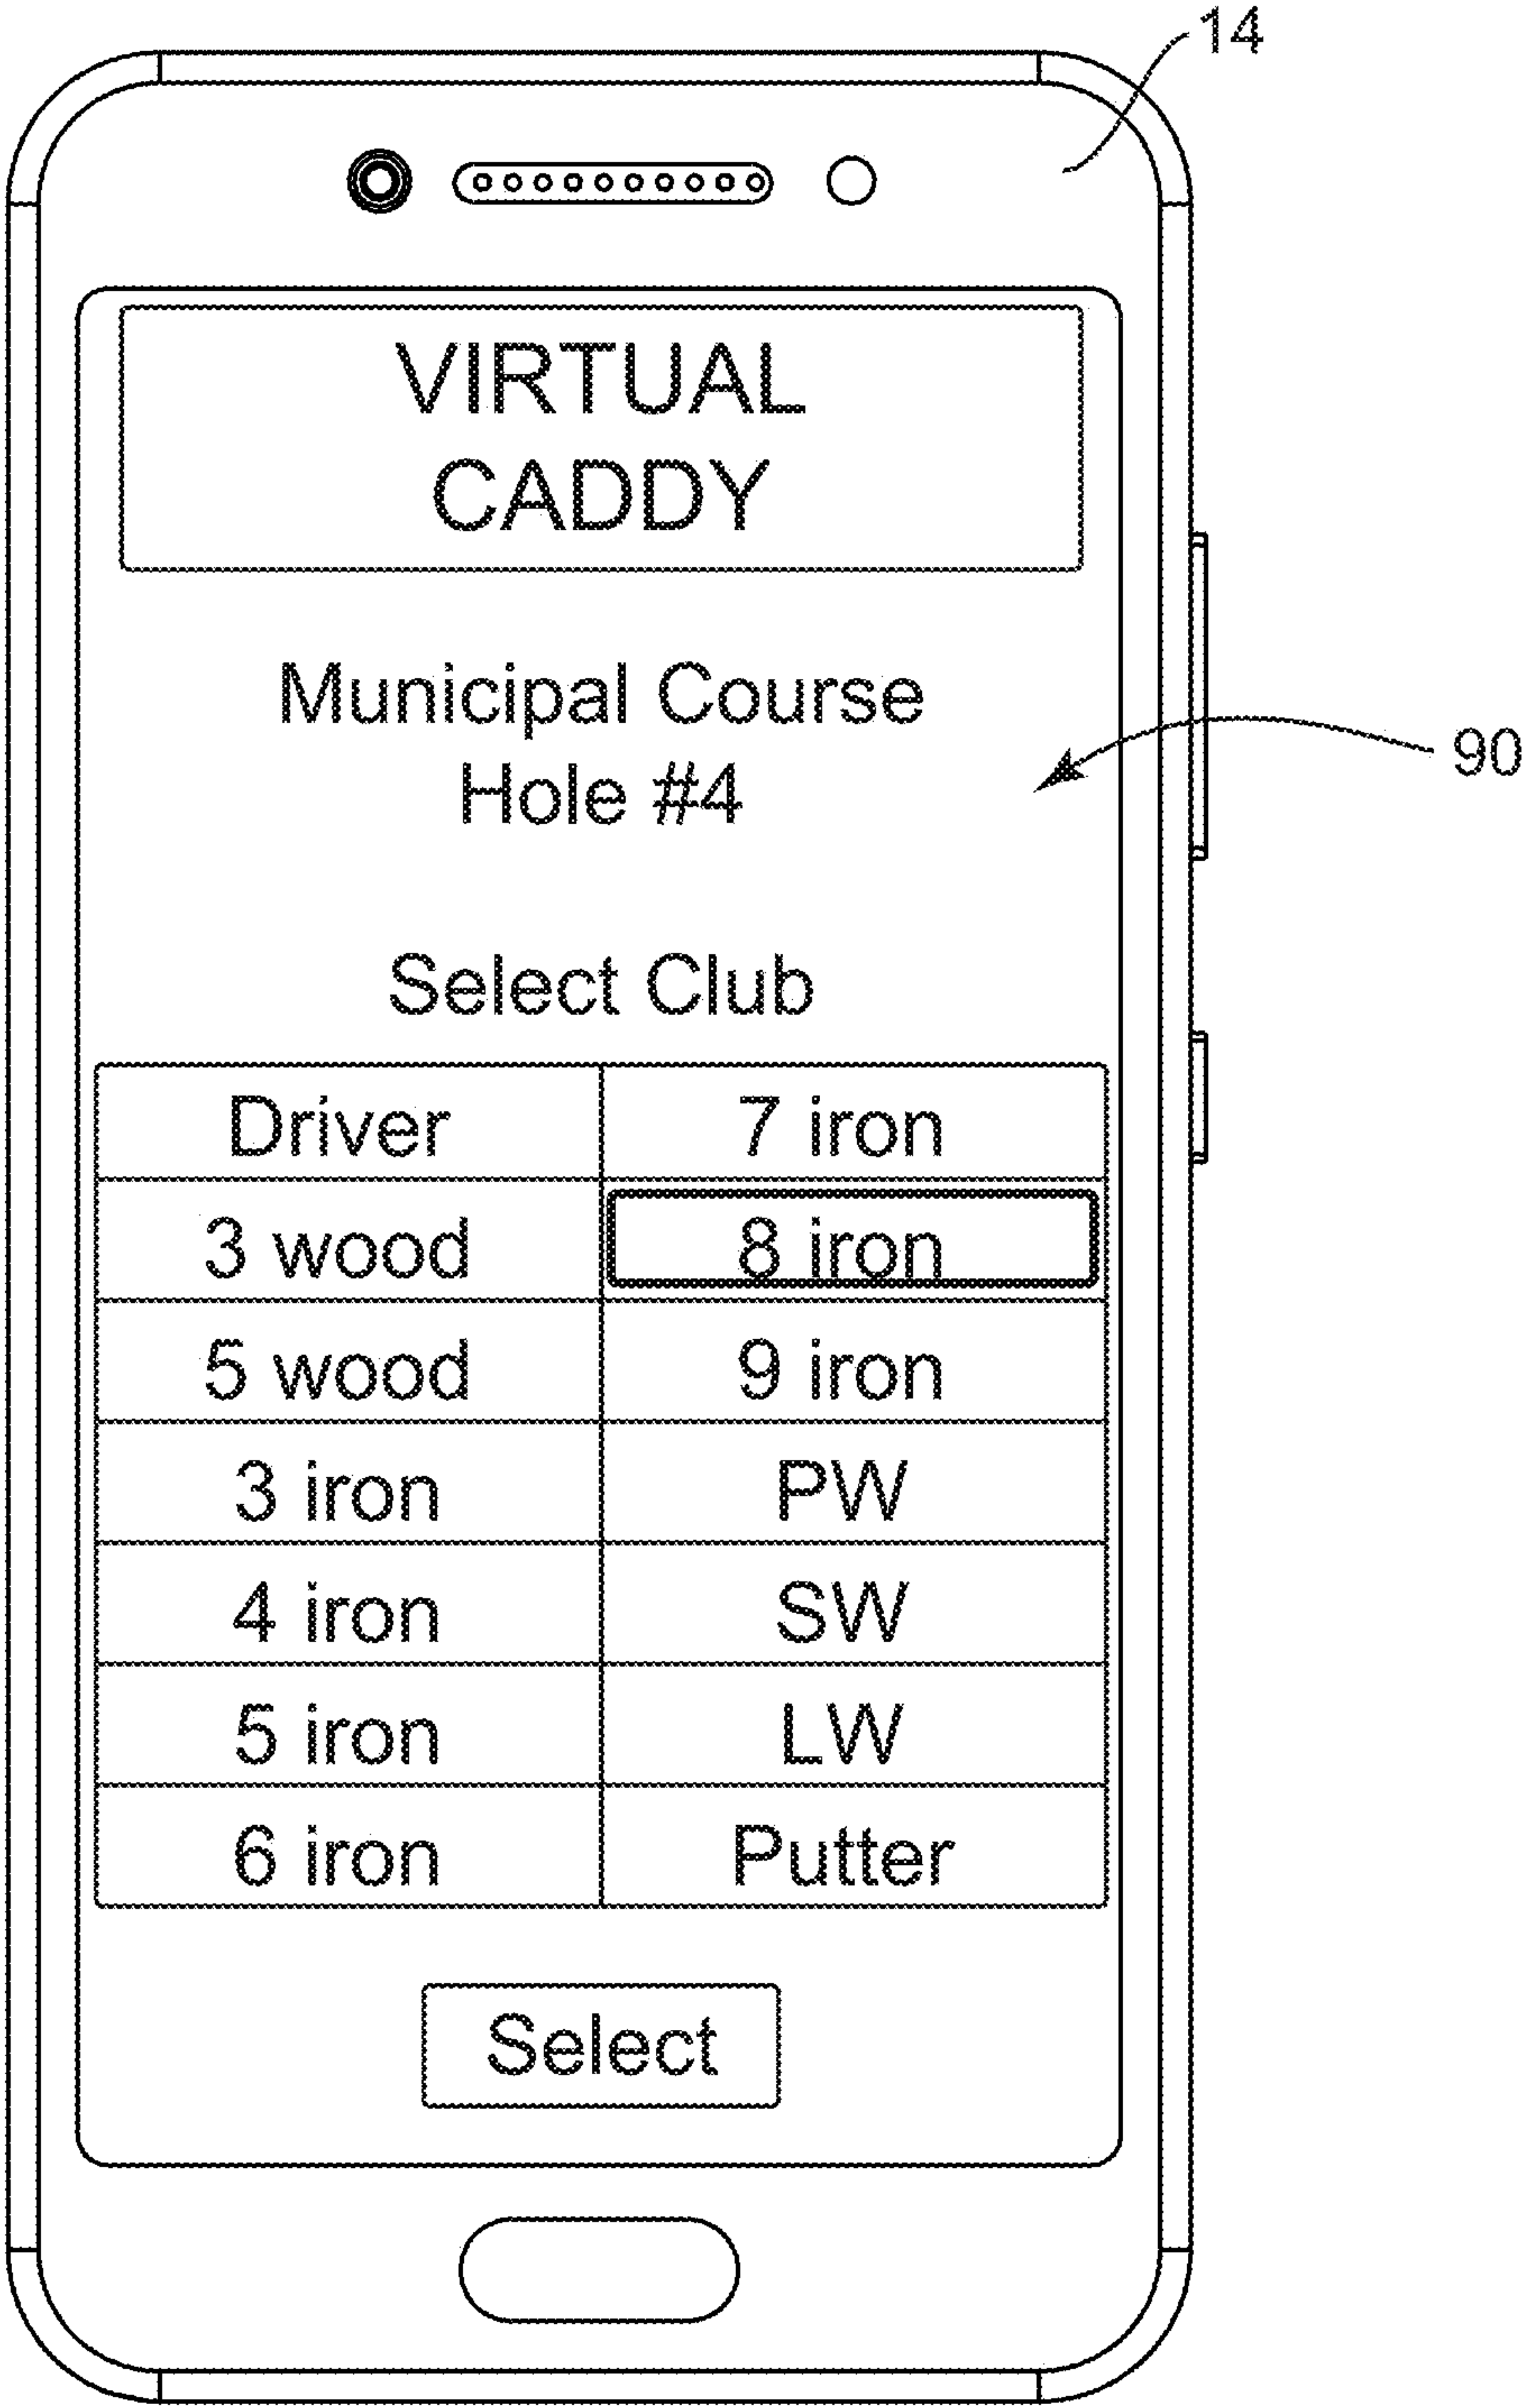 14
VIRTUAL
CADDY
Municipal Course
Hole #4
90
Select Club
Driver 7 iron
3 wood 8 iron
5 wood 9 iron
3 iron PW
4 iron SW
5 iron LW
6 iron Putter
Select